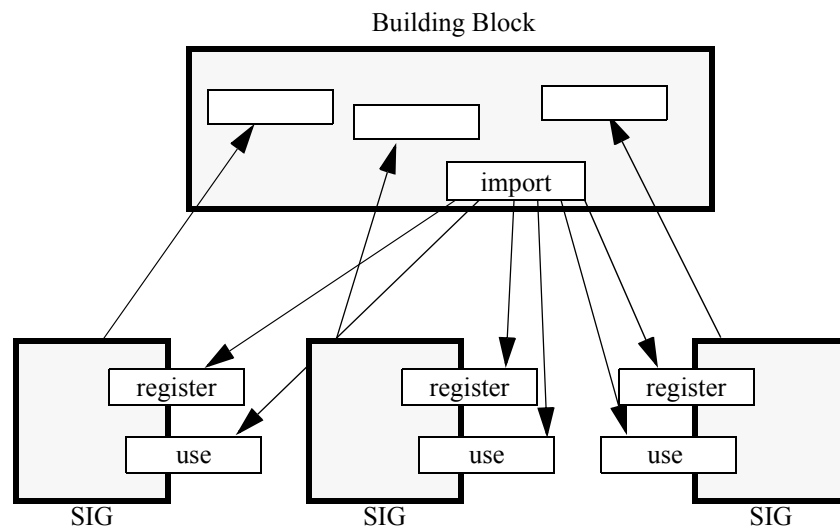 Building Block
import
register
register
register
use
use
use
SIG
SIG
SIG